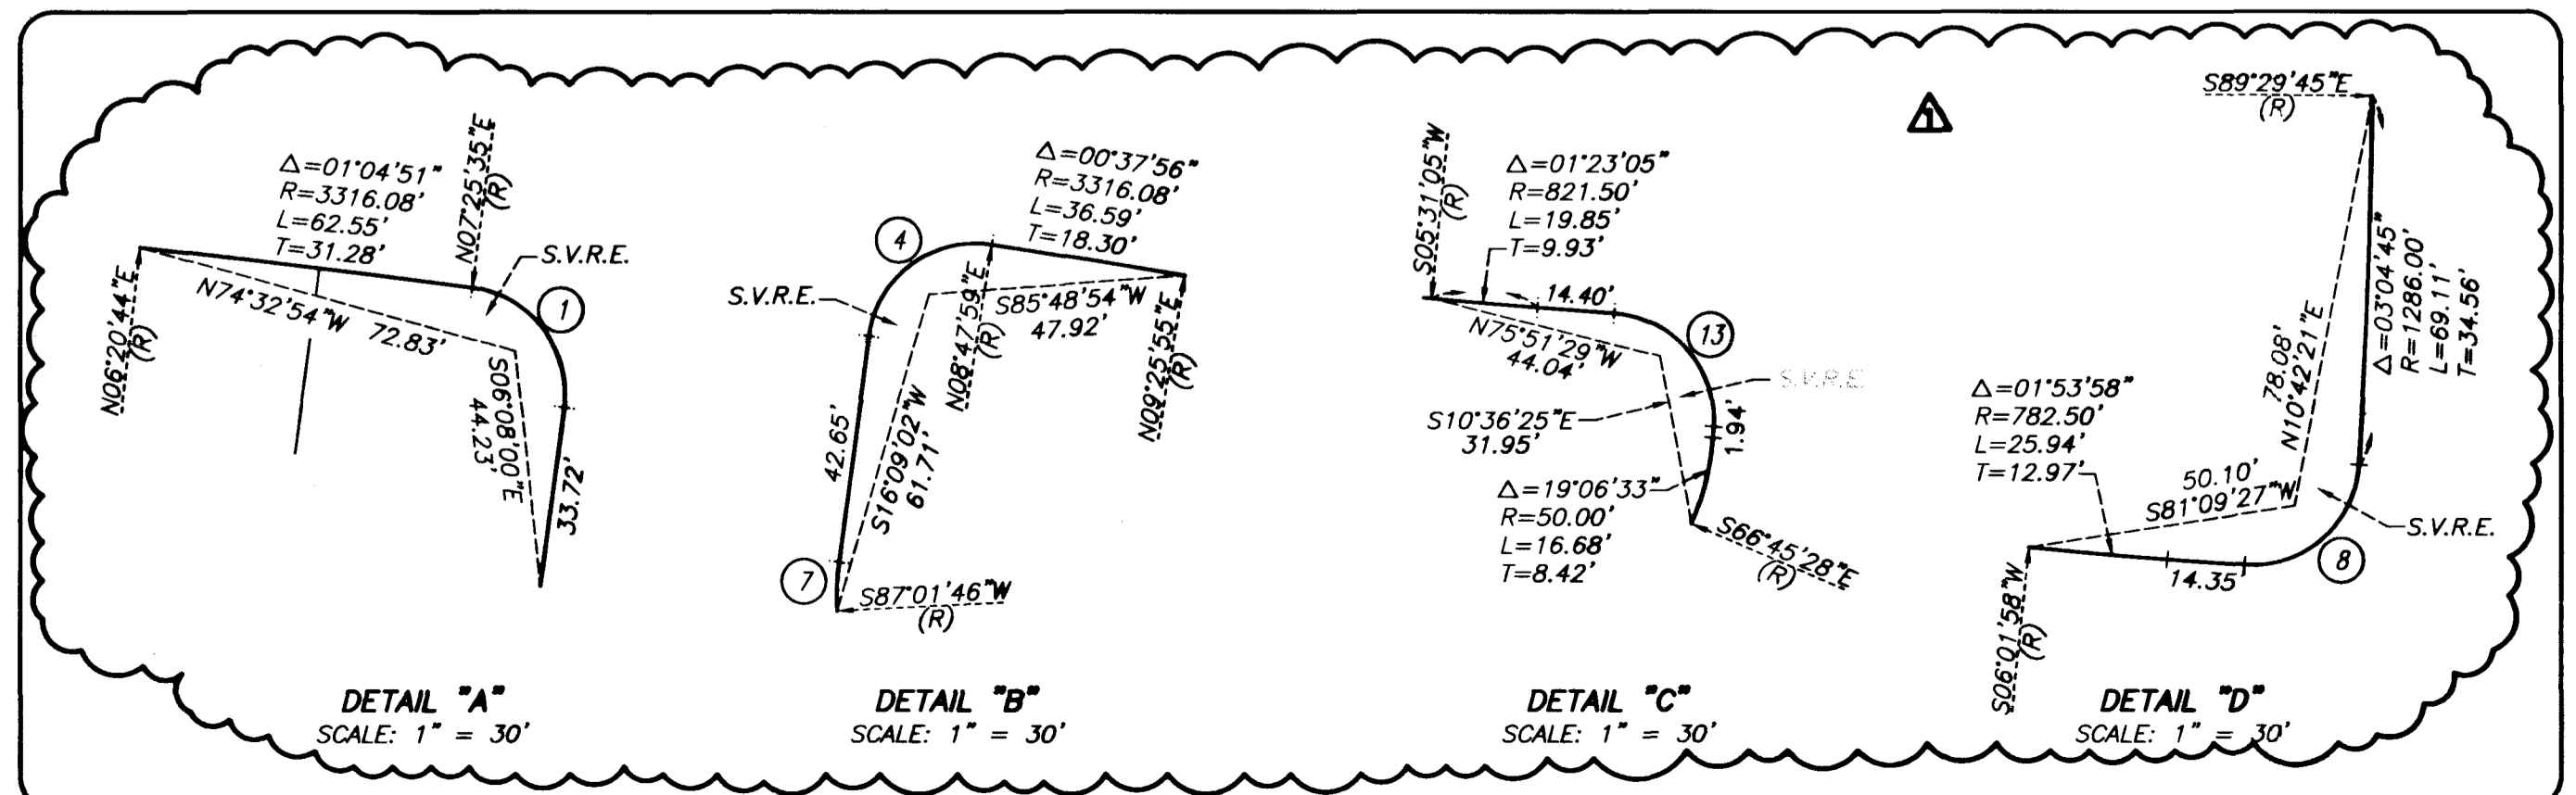 Δ=01°04'51"
R=3316.08'
L=62.55'
T=31.28'
N07°25'35"E
(R)
S.V.R.E.
1
N06°20'44"E
(R)
N74°32'54"W
72.83'
S06°08'00"E
44.23'
33.72'
DETAIL "A"
SCALE: 1" = 30'
Δ=00°37'56"
R=3316.08'
L=36.59'
T=18.30'
4
S.V.R.E.
N08°47'59"E
(R)
S85°48'54"W
47.92'
N09°25'55"E
(R)
42.65'
S16°09'02"W
61.71'
7
S87°01'46"W
(R)
DETAIL "B"
SCALE: 1" = 30'
S05°31'05"W
(R)
Δ=01°23'05"
R=821.50'
L=19.85'
T=9.93'
14.40'
13
N75°51'29"W
44.04'
S.V.R.E.
S10°36'25"E
31.95'
1.94'
Δ=19°06'33"
R=50.00'
L=16.68'
T=8.42'
S66°45'28"E
(R)
DETAIL "C"
SCALE: 1" = 30'
1
S89°29'45"E
(R)
Δ=03°04'45"
R=1286.00'
L=69.11'
T=34.56'
78.08'
N10°42'21"E
Δ=01°53'58"
R=782.50'
L=25.94'
T=12.97'
50.10'
S81°09'27"W
S.V.R.E.
8
14.35'
S06°01'58"W
(R)
DETAIL "D"
SCALE: 1" = 30'